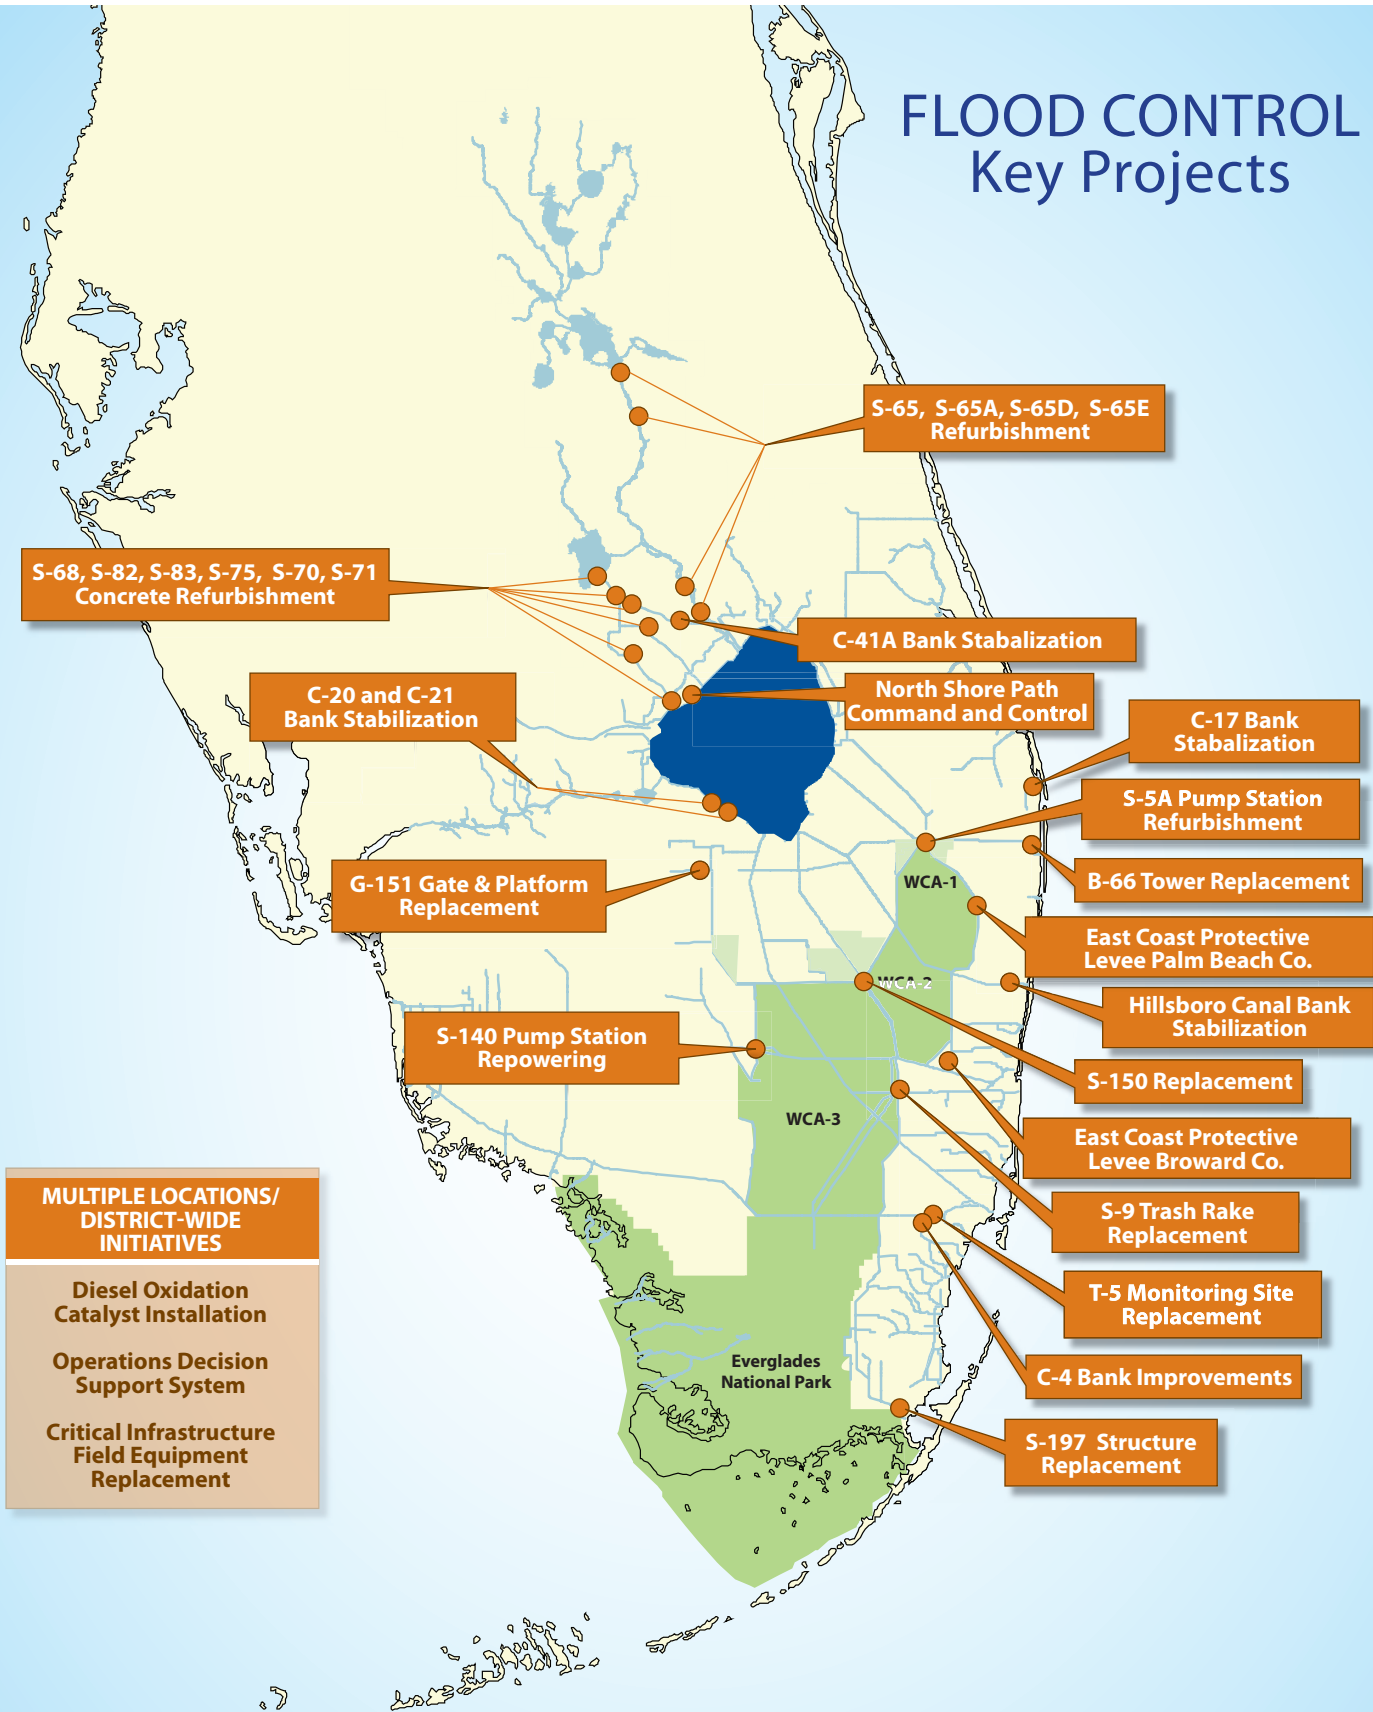 FLOOD CONTROL
Key Projects
S-65, S-65A, S-65D, S-65E
Refurbishment
S-68, S-82, S-83, S-75, S-70, S-71
Concrete Refurbishment
C-41A Bank Stabalization
C-20 and C-21
Bank Stabilization
North Shore Path
Command and Control
C-17 Bank
Stabalization
S-5A Pump Station
Refurbishment
G-151 Gate & Platform
Replacement
WCA-1
B-66 Tower Replacement
East Coast Protective
Levee Palm Beach Co.
WCA-2
Hillsboro Canal Bank
Stabilization
S-140 Pump Station
Repowering
S-150 Replacement
WCA-3
East Coast Protective
Levee Broward Co.
S-9 Trash Rake
Replacement
T-5 Monitoring Site
Replacement
C-4 Bank Improvements
Everglades
National Park
S-197 Structure
Replacement
MULTIPLE LOCATIONS/
DISTRICT-WIDE
INITIATIVES
Diesel Oxidation
Catalyst Installation
Operations Decision
Support System
Critical Infrastructure
Field Equipment
Replacement